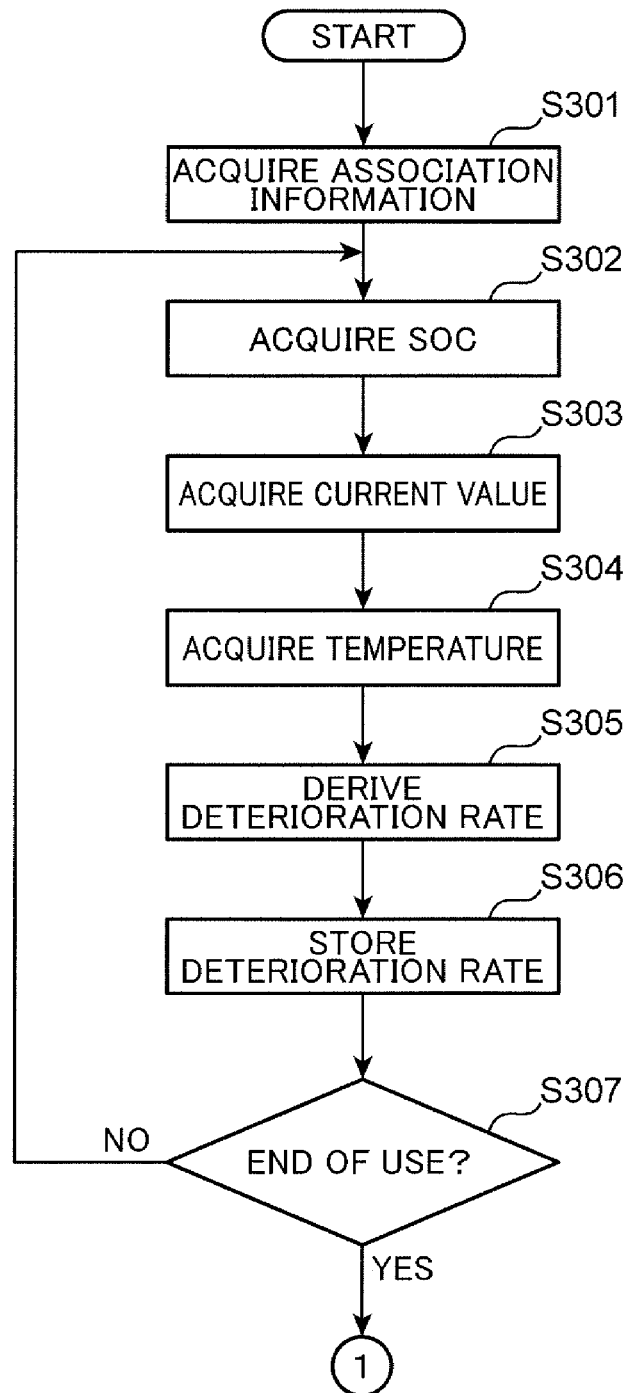 START
S301
ACQUIRE ASSOCIATION
INFORMATION
S302
ACQUIRE SOC
S303
ACQUIRE CURRENT VALUE
S304
ACQUIRE TEMPERATURE
S305
DERIVE
DETERIORATION RATE
S306
STORE
DETERIORATION RATE
S307
NO
END OF USE?
YES
1